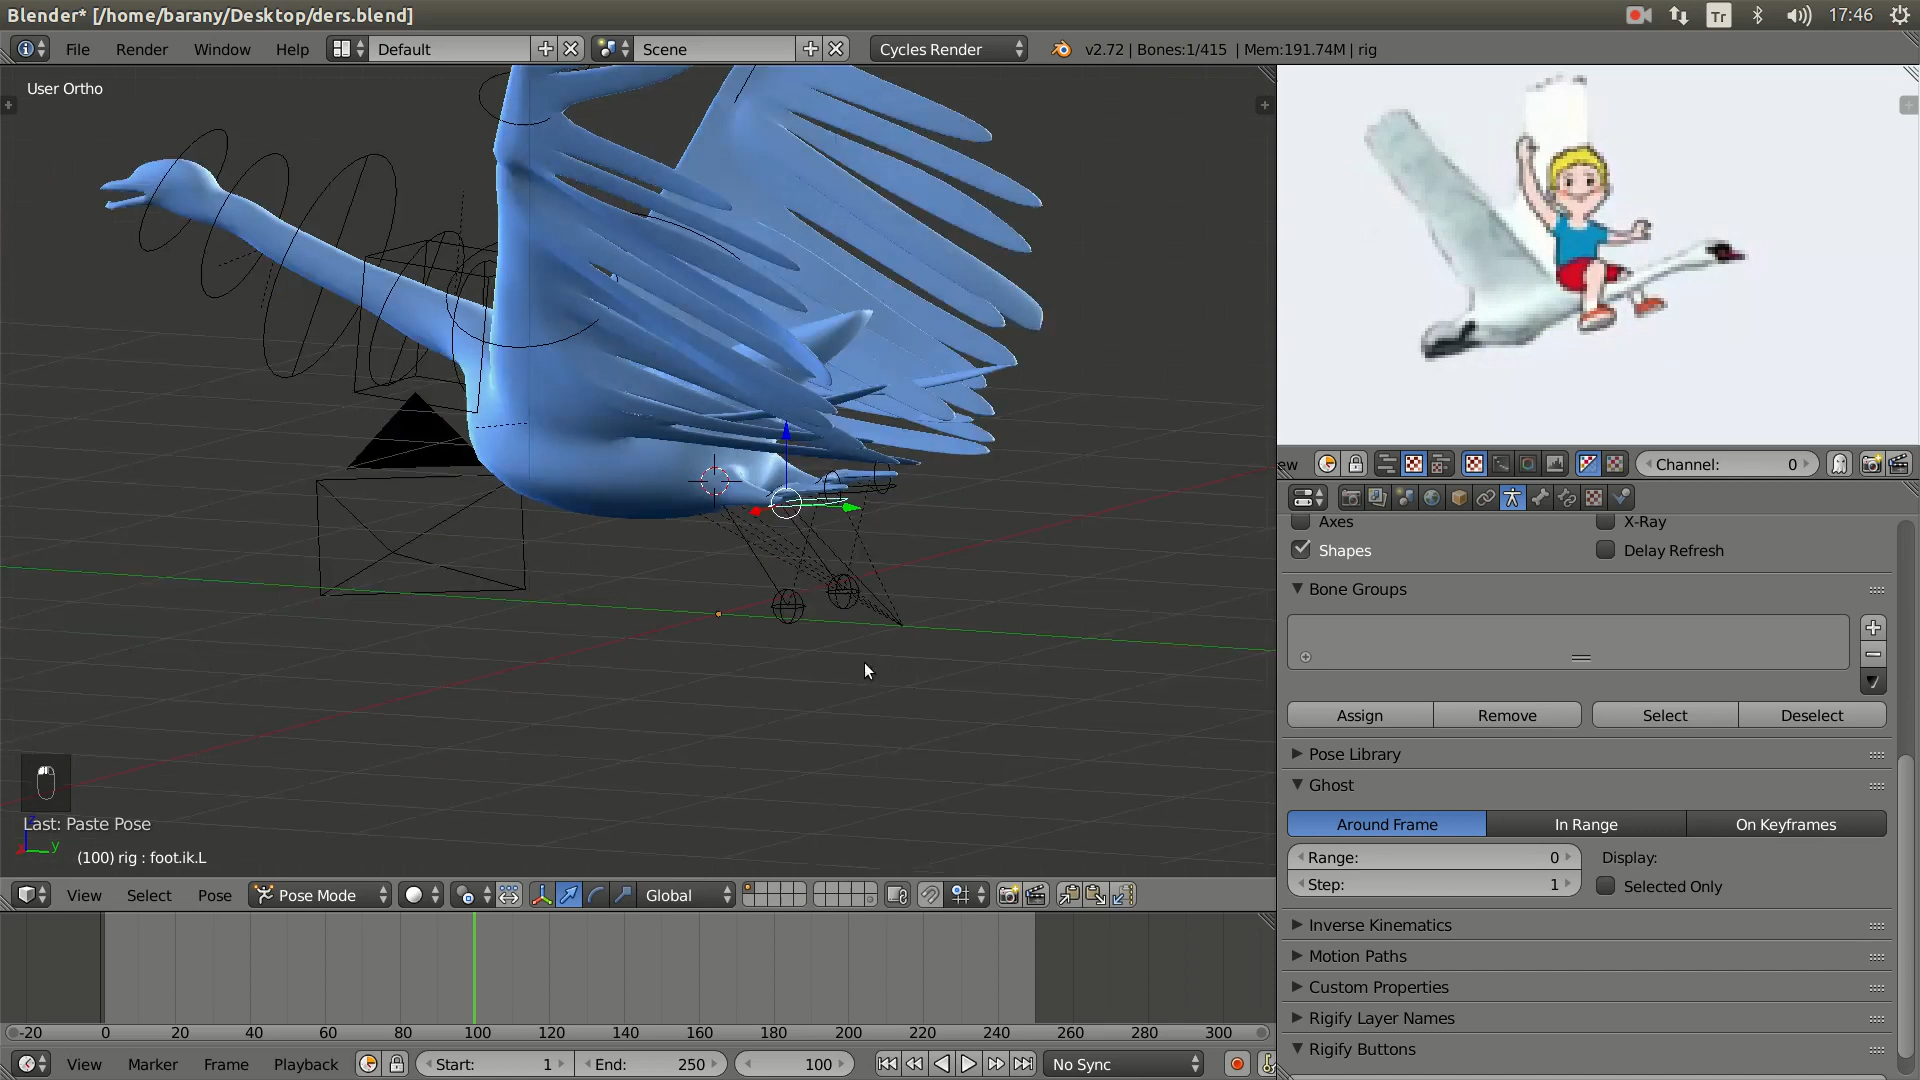 Blender* [/home/barany/Desktop/ders.blend]
Tr
17:46
File
Render
Window
Help
Default
Scene
Cycles Render
v2.72 | Bones:1/415 | Mem:191.74M | rig
User Ortho
ew
Channel:
0
Axes
X-Ray
Shapes
Delay Refresh
Bone Groups
Assign
Remove
Select
Deselect
Pose Library
Ghost
Around Frame
In Range
On Keyframes
Range:
0
Display:
Step:
1
Selected Only
Inverse Kinematics
Motion Paths
Custom Properties
Rigify Layer Names
Rigify Buttons
Last: Paste Pose
y
(100) rig : foot.ik.L
View
Select
Pose
Pose Mode
Global
-20
0
20
40
60
80
100
120
140
160
180
200
220
240
260
280
300
View
Marker
Frame
Playback
Start:
1
End:
250
100
No Sync